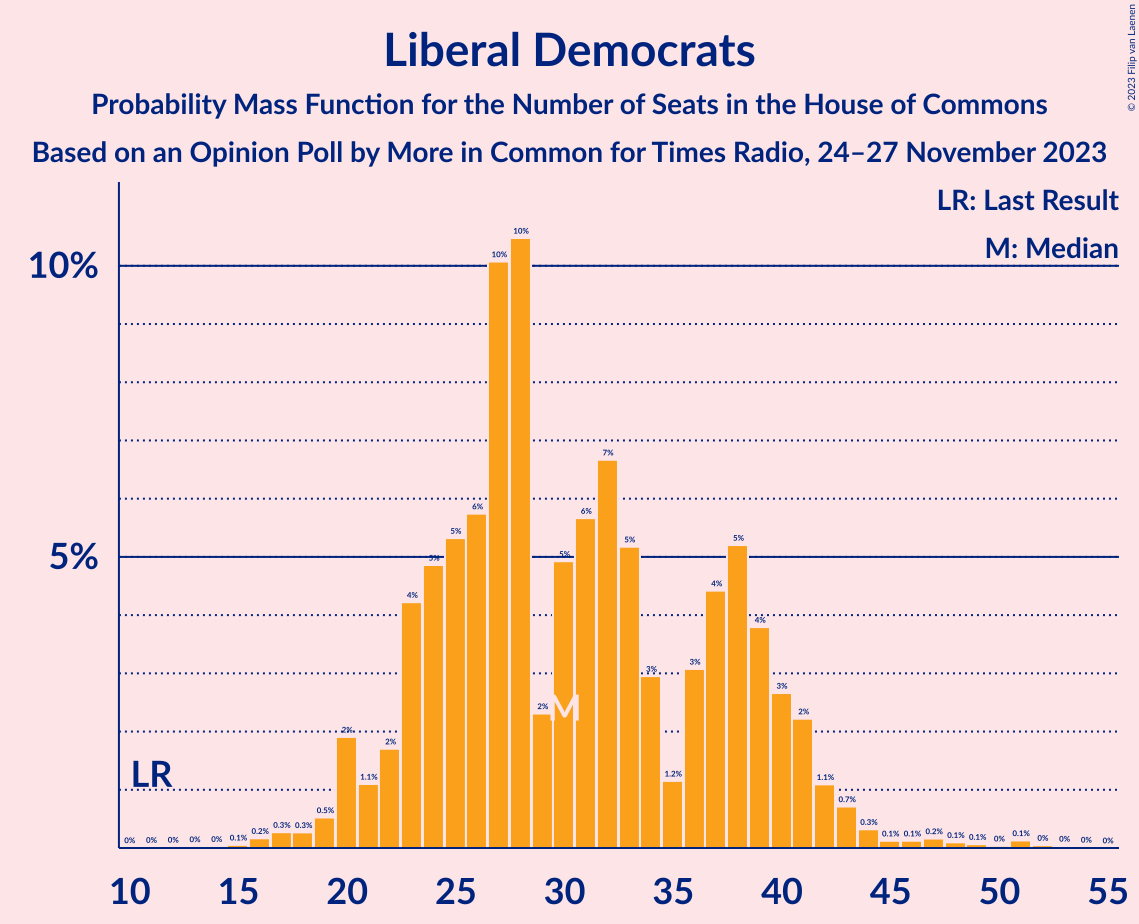 © 2023 Filip van Laenen
Liberal Democrats
Probability Mass Function for the Number of Seats in the House of Commons
Based on an Opinion Poll by More in Common for Times Radio, 24–27 November 2023
LR: Last Result
M: Median
10%
5%
0% 0% 0% 0% 0% 0.1% 0.2% 0.3% 0.3% 0.5% 2% 1.1% 2% 4% 5% 5% 6% 10% 10% 2% 5% 6% 7% 5% 3% 1.2% 3% 4% 5% 4% 3% 2% 1.1% 0.7% 0.3% 0.1% 0.1% 0.2% 0.1% 0.1% 0% 0.1% 0% 0% 0% 0%
M
LR
10 15 20 25 30 35 40 45 50 55